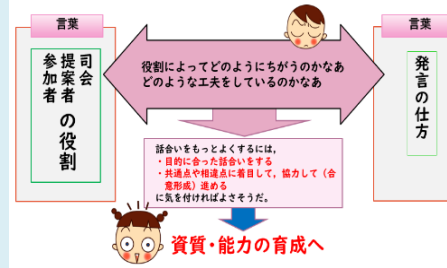 言葉
司会
提案者
参加者
の役割
役割によってどのようにちがうのかなあ
どのような工夫をしているのかなあ
言葉
発言の仕方
話合いをもっとよくするには，
・目的に合った話合いをする
・共通点や相違点に着目して，協力して（合
意形成）進める
に気を付ければよさそうだ。
資質・能力の育成へ